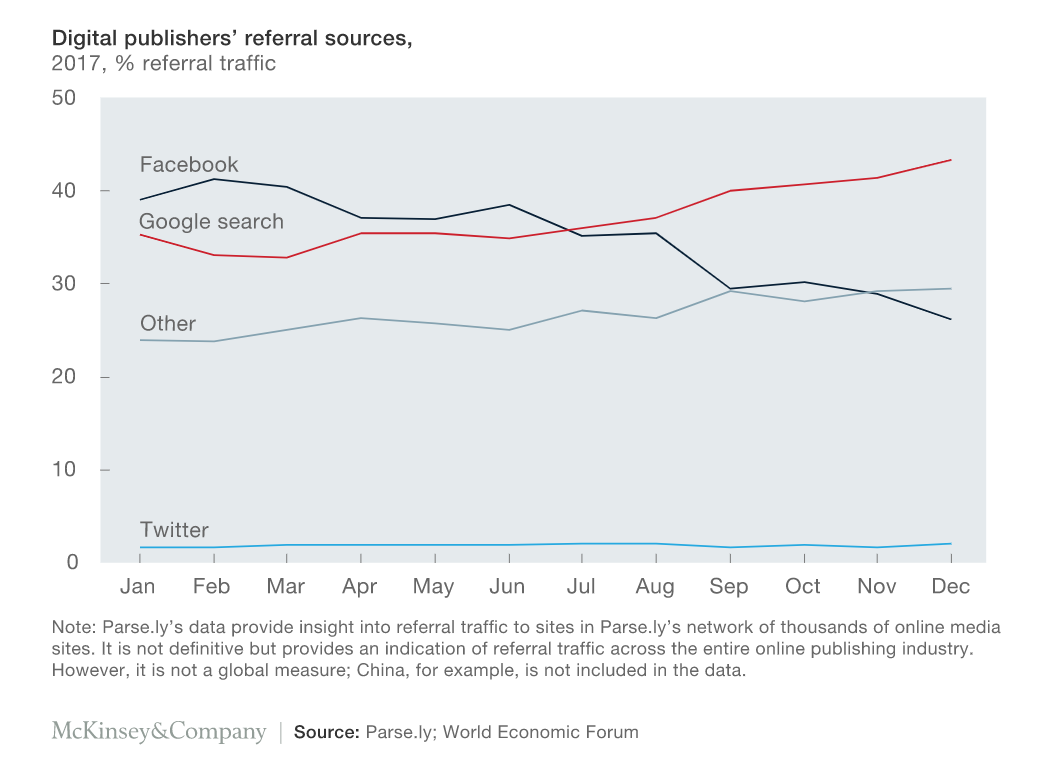 Digital publishers’ referral sources,
2017, % referral traffic
50
40
30
20
10
0
Facebook
Google search
Other
Twitter
Jan Feb Mar Apr May Jun Jul Aug Sep Oct Nov Dec
Note: Parse.ly’s data provide insight into referral traffic to sites in Parse.ly’s network of thousands of online media
sites. It is not definitive but provides an indication of referral traffic across the entire online publishing industry.
However, it is not a global measure; China, for example, is not included in the data.
McKinsey&Company | Source: Parse.ly; World Economic Forum